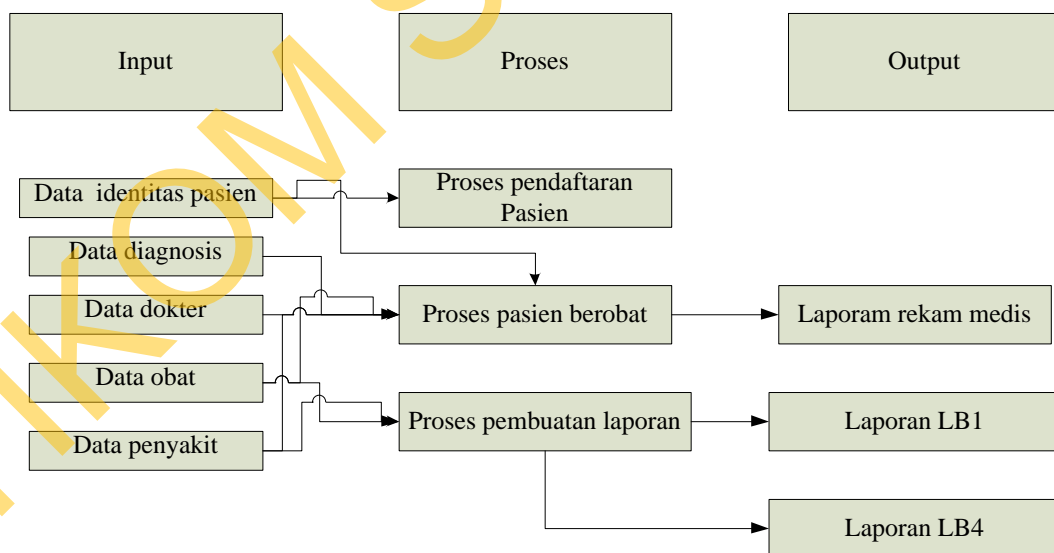 Input
Proses
Output
Data identitas pasien
Proses pendaftaran
Pasien
Data diagnosis
Data dokter
Proses pasien berobat
Laporam rekam medis
Data obat
Proses pembuatan laporan
Laporan LB1
Data penyakit
Laporan LB4
IKOM S